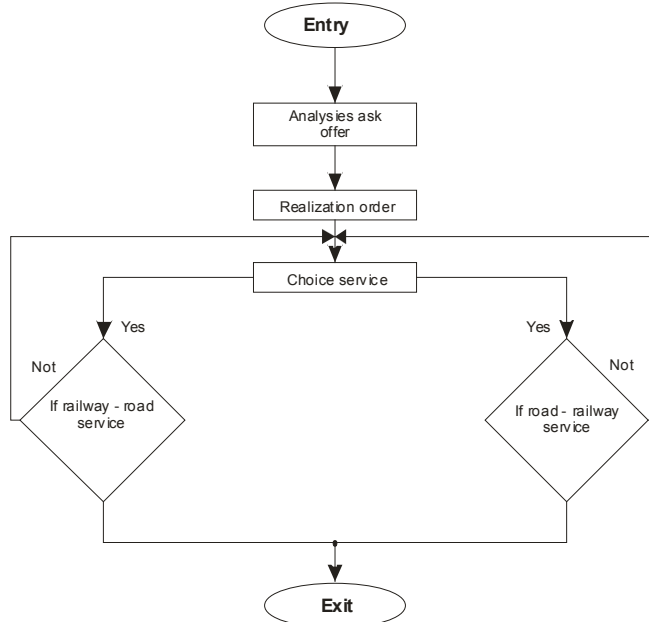 Entry
Analysies ask
offer
Realization order
Choice service
Yes
Yes
Not
Not
If railway - road
service
If road - railway
service
Exit